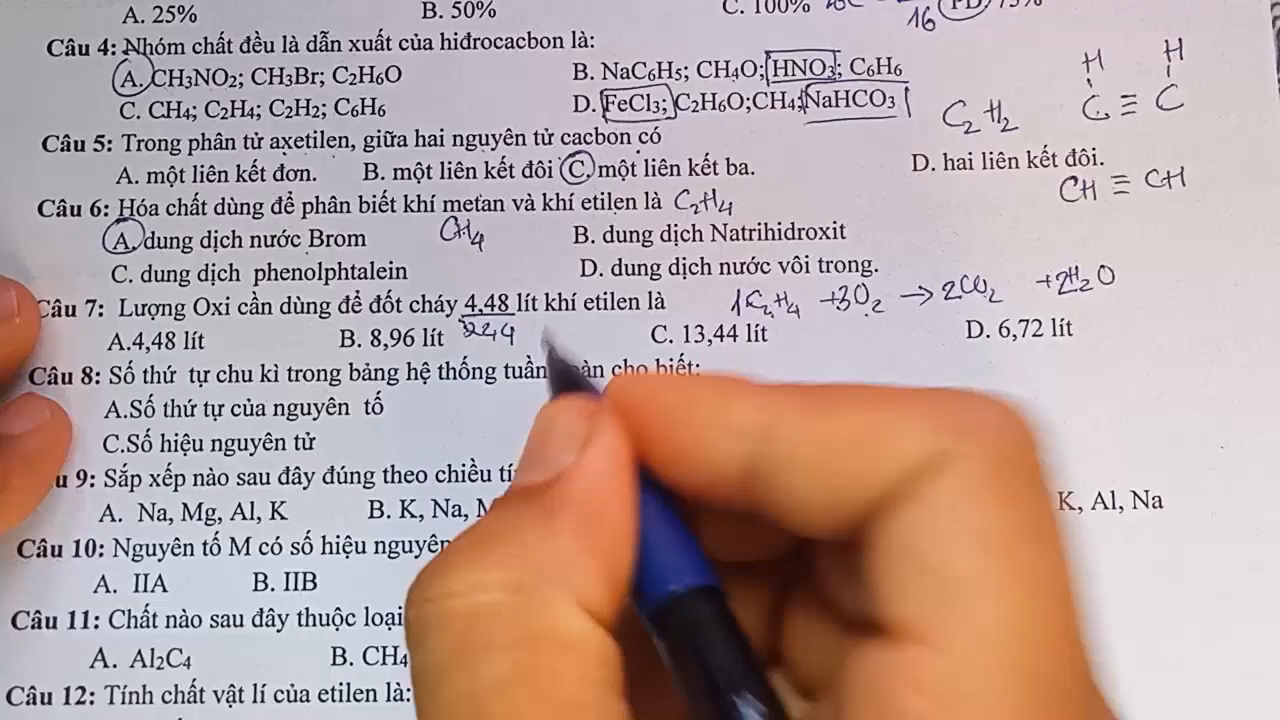 A. 25% B. 50% C. 100% 16
Câu 4: Nhóm chất đều là dẫn xuất của hiđrocacbon là:
A. CH3NO2; CH3Br; C2H6O B. NaC6H5; CH4O; HNO3; C6H6
C. CH4; C2H4; C2H2; C6H6 D. FeCl3; C2H6O;CH4;NaHCO3
C2H2
H H
C ≡ C
Câu 5: Trong phân tử axetilen, giữa hai nguyên tử cacbon có
A. một liên kết đơn. B. một liên kết đôi C. một liên kết ba. D. hai liên kết đôi.
CH ≡ CH
Câu 6: Hóa chất dùng để phân biệt khí metan và khí etilen là C2H4
A. dung dịch nước Brom CH4 B. dung dịch Natrihidroxit
C. dung dịch phenolphtalein D. dung dịch nước vôi trong.
Câu 7: Lượng Oxi cần dùng để đốt cháy 4,48 lít khí etilen là 1C2H4 +3O2 → 2CO2 +2H2O
A.4,48 lít B. 8,96 lít 224 C. 13,44 lít D. 6,72 lít
Câu 8: Số thứ tự chu kì trong bảng hệ thống tuần cho biết:
A.Số thứ tự của nguyên tố
C.Số hiệu nguyên tử
9: Sắp xếp nào sau đây đúng theo chiều
A. Na, Mg, Al, K B. K, Na, K, Al, Na
Câu 10: Nguyên tố M có số hiệu
A. IIA B. IIB
Câu 11: Chất nào sau đây thuộc loại
A. Al2C4 B. CH4
Câu 12: Tính chất vật lí của etilen là: